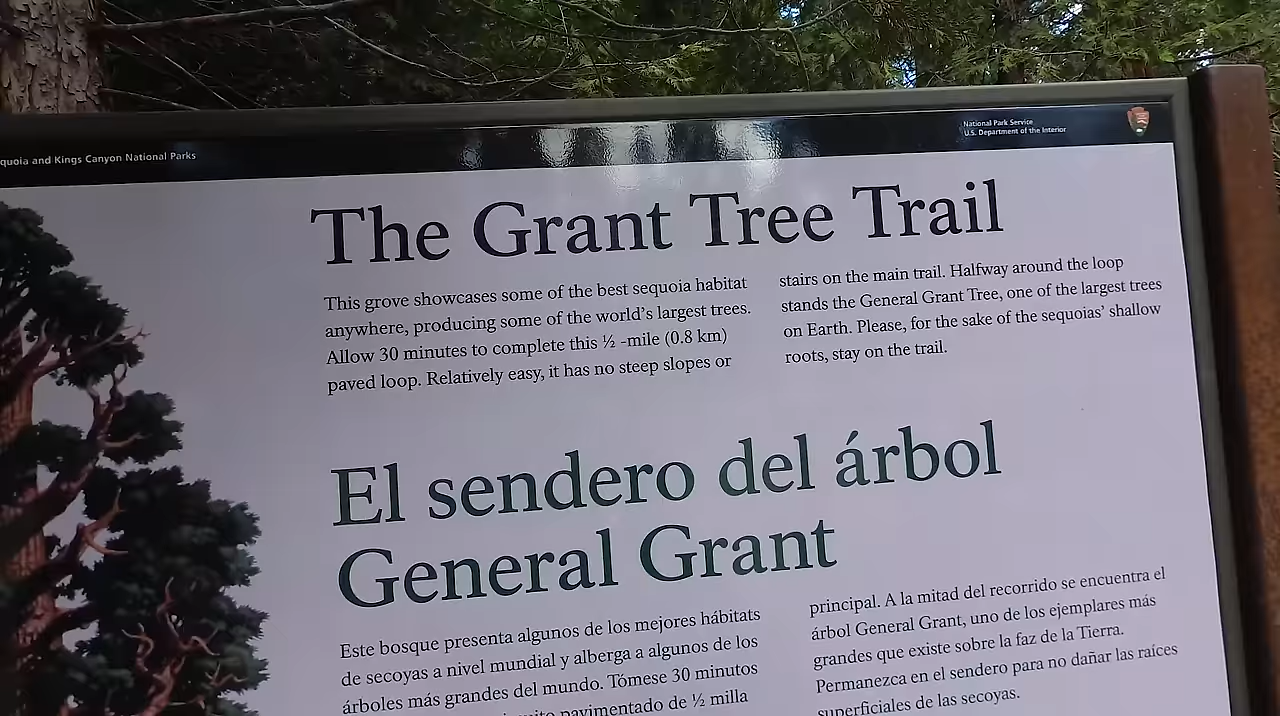 quoia and Kings Canyon National Parks
National Park Service
U.S. Department of the Interior
The Grant Tree Trail
This grove showcases some of the best sequoia habitat
anywhere, producing some of the world's largest trees.
Allow 30 minutes to complete this ½ -mile (0.8 km)
paved loop. Relatively easy, it has no steep slopes or
stairs on the main trail. Halfway around the loop
stands the General Grant Tree, one of the largest trees
on Earth. Please, for the sake of the sequoias' shallow
roots, stay on the trail.
El sendero del árbol
General Grant
Este bosque presenta algunos de los mejores hábitats
de secoyas a nivel mundial y alberga a algunos de los
árboles más grandes del mundo. Tómese 30 minutos
pavimentado de ½ milla
principal. A la mitad del recorrido se encuentra el
árbol General Grant, uno de los ejemplares más
grandes que existe sobre la faz de la Tierra.
Permanezca en el sendero para no dañar las raíces
superficiales de las secoyas.